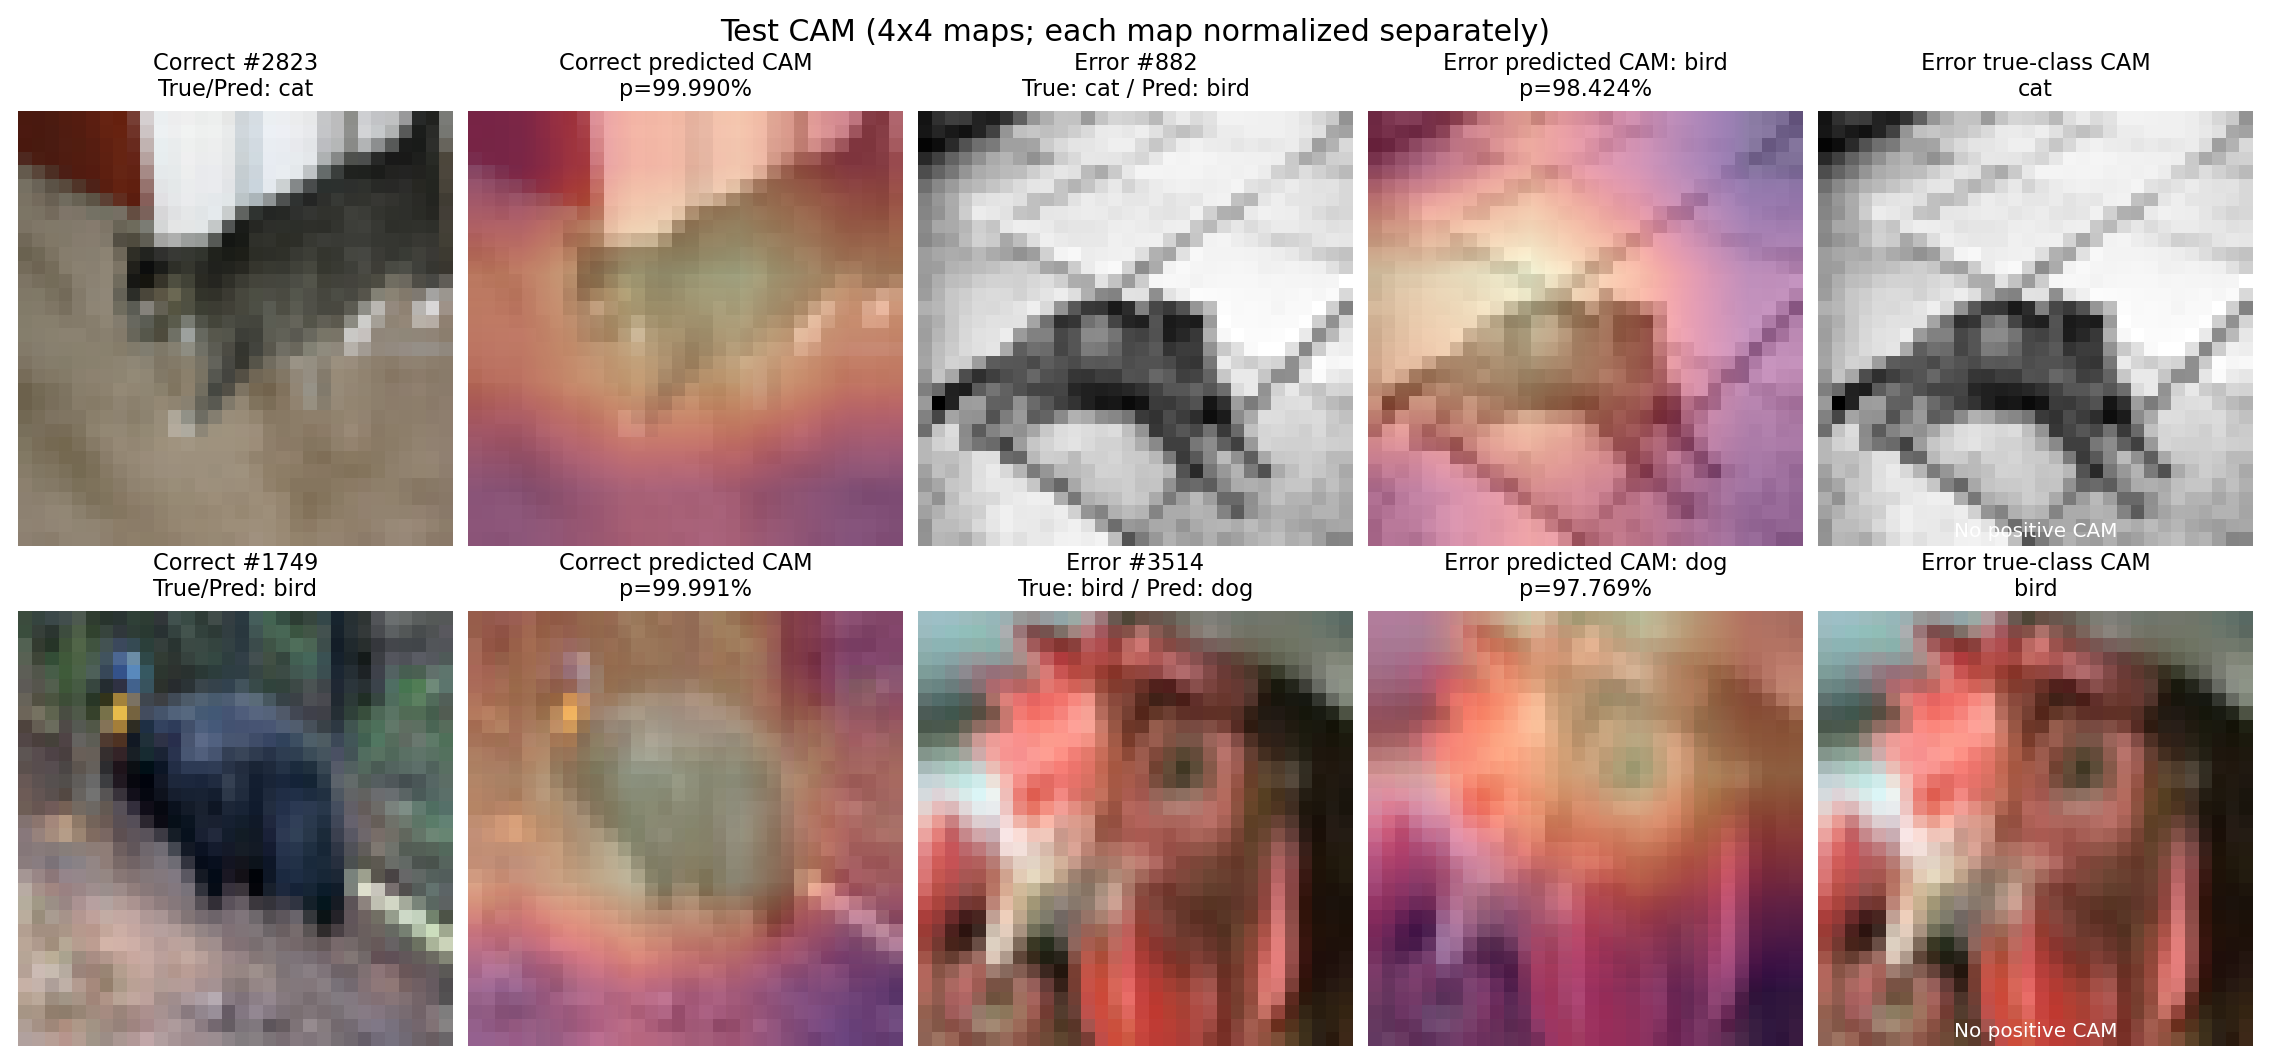 Test CAM (4x4 maps; each map normalized separately)
Correct #2823
True/Pred: cat
Correct predicted CAM
p=99.990%
Error #882
True: cat / Pred: bird
Error predicted CAM: bird
p=98.424%
Error true-class CAM
cat
No positive CAM
Correct #1749
True/Pred: bird
Correct predicted CAM
p=99.991%
Error #3514
True: bird / Pred: dog
Error predicted CAM: dog
p=97.769%
Error true-class CAM
bird
No positive CAM